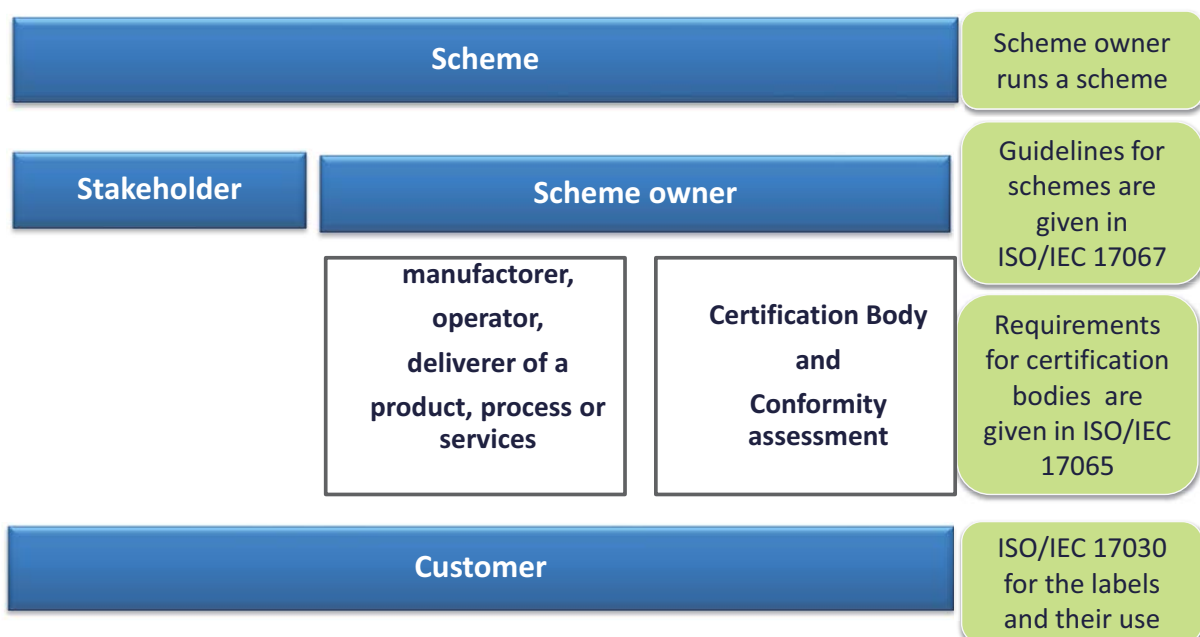 Scheme
Scheme owner
runs a scheme
Stakeholder
Scheme owner
Guidelines for
schemes are
given in
ISO/IEC 17067
manufactorer,
operator,
deliverer of a
product, process or
services
Certification Body
and
Conformity
assessment
Requirements
for certification
bodies are
given in ISO/IEC
17065
Customer
ISO/IEC 17030
for the labels
and their use